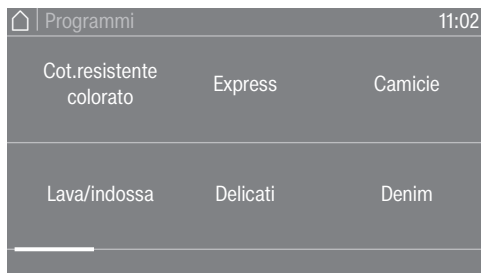 Programmi 11:02
Cot.resistente
colorato
Express
Camicie
Lava/indossa
Delicati
Denim